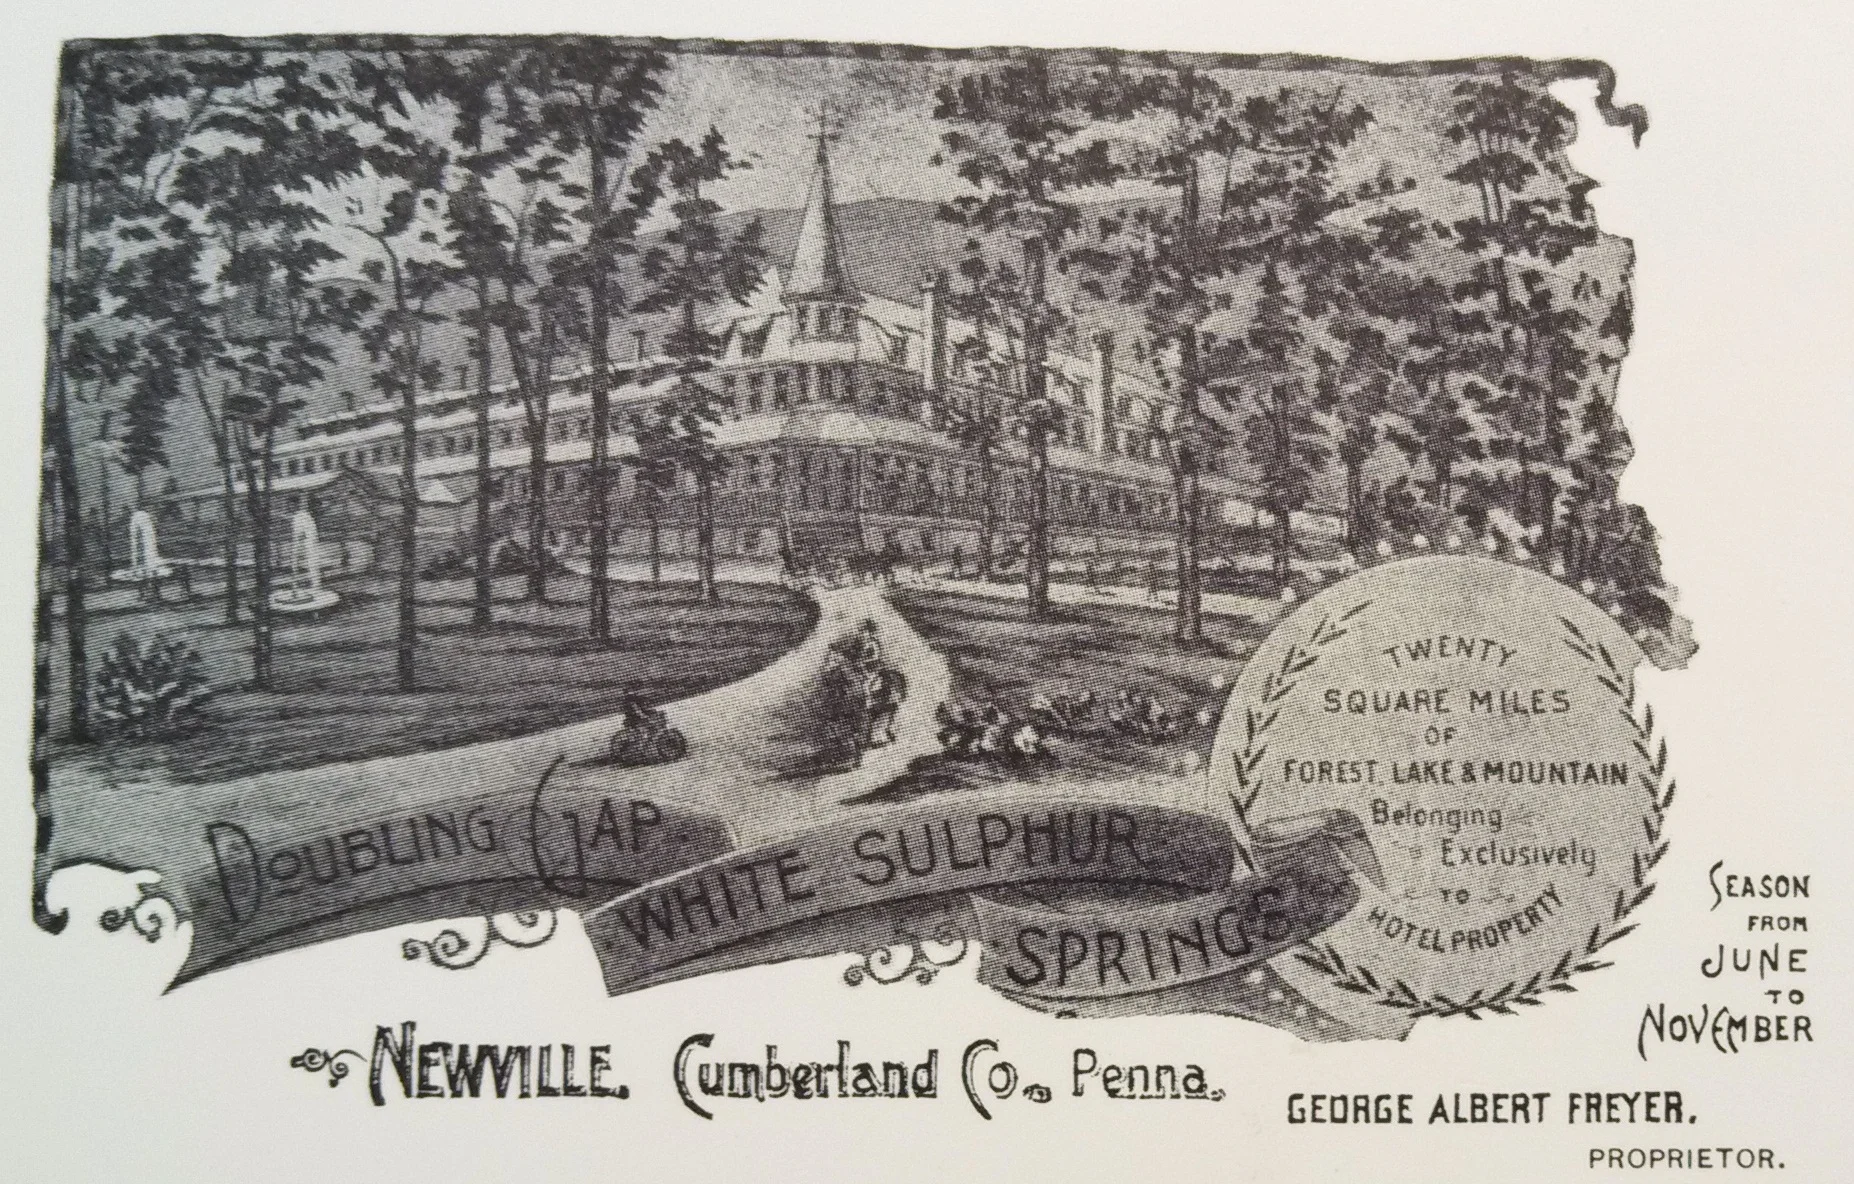 DOUBLING GAP.
WHITE SULPHUR
SPRINGS
TWENTY
SQUARE MILES
OF
FOREST, LAKE & MOUNTAIN
Belonging
Exclusively
TO
HOTEL PROPERTY
SEASON
FROM
JUNE
TO
NOVEMBER
NEWVILLE. Cumberland Co., Penna.
GEORGE ALBERT FREYER.
PROPRIETOR.